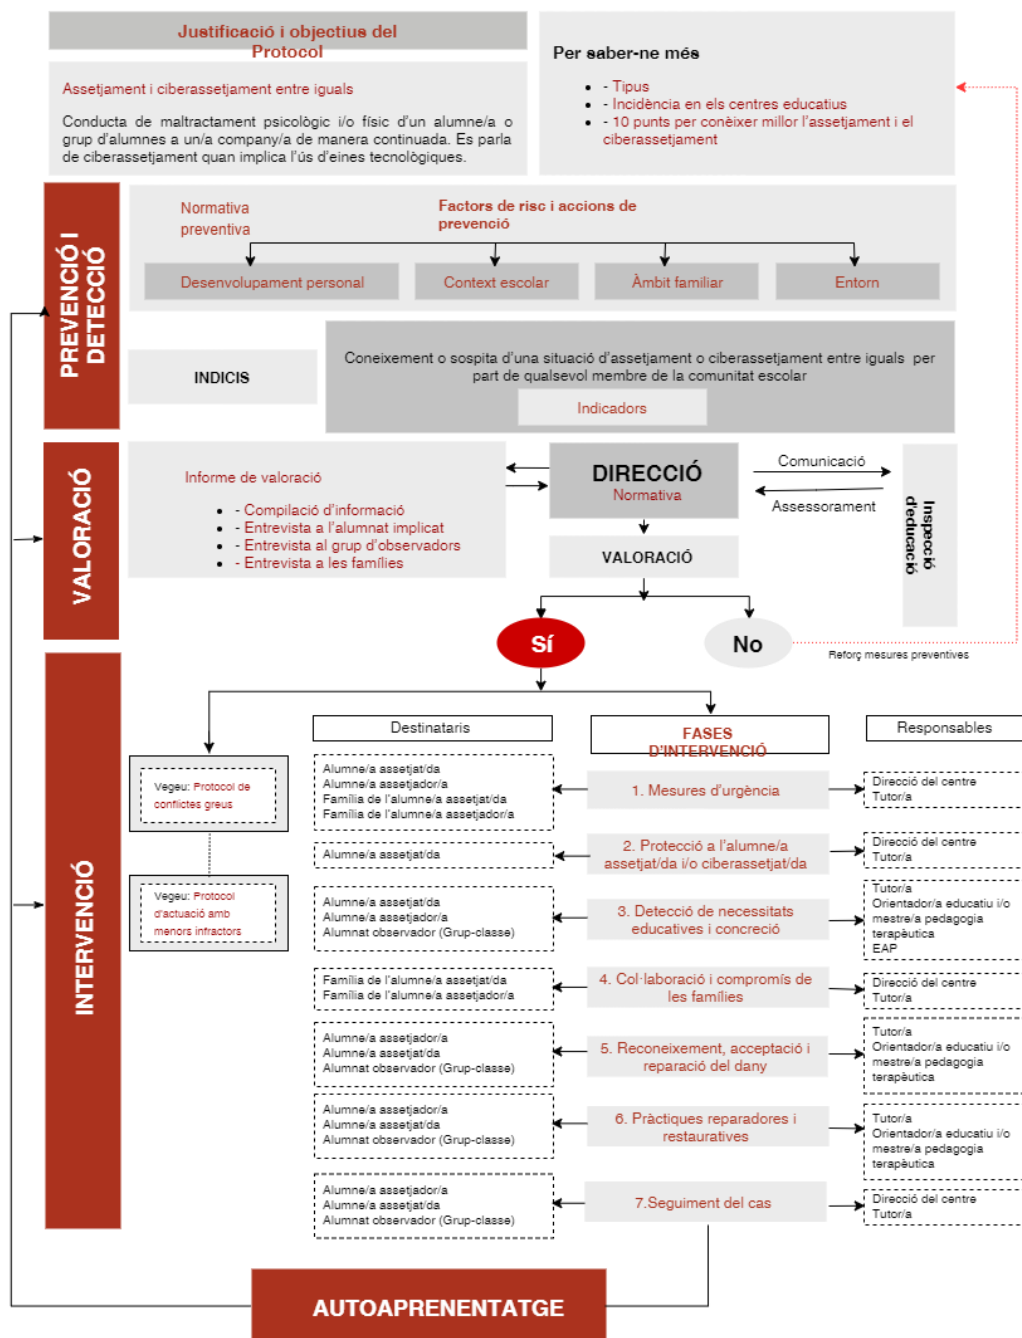 Justificació i objectius del
Protocol
Assetjament i ciberassetjament entre iguals
Conducta de maltractament psicològic i/o físic d'un alumne/a o
grup d'alumnes a un/a company/a de manera continuada. Es parla
de ciberassetjament quan implica l'ús d'eines tecnològiques.
Per saber-ne més
- Tipus
- Incidència en els centres educatius
- 10 punts per conèixer millor l'assetjament i el
ciberassetjament
PREVENCIÓ I
DETECCIÓ
Normativa
preventiva
Factors de risc i accions de
prevenció
Desenvolupament personal
Context escolar
Àmbit familiar
Entorn
INDICIS
Coneixement o sospita d'una situació d'assetjament o ciberassetjament entre iguals per
part de qualsevol membre de la comunitat escolar
Indicadors
VALORACIÓ
Informe de valoració
- Compilació d'informació
- Entrevista a l'alumnat implicat
- Entrevista al grup d'observadors
- Entrevista a les famílies
DIRECCIÓ
Normativa
Comunicació
Assessorament
Inspecció
d'educació
VALORACIÓ
Sí
No
Reforç mesures preventives
INTERVENCIÓ
Destinataris
FASES
D'INTERVENCIÓ
Responsables
Vegeu: Protocol de
conflictes greus
Vegeu: Protocol
d'actuació amb
menors infractors
Alumne/a assetjat/da
Alumne/a assetjador/a
Família de l'alumne/a assetjat/da
Família de l'alumne/a assetjador/a
1. Mesures d'urgència
Direcció del centre
Tutor/a
Alumne/a assetjat/da
2. Protecció a l'alumne/a
assetjat/da i/o ciberassetjat/da
Direcció del centre
Tutor/a
Alumne/a assetjat/da
Alumne/a assetjador/a
Alumnat observador (Grup-classe)
3. Detecció de necessitats
educatives i concreció
Tutor/a
Orientador/a educatiu i/o
mestre/a pedagogia
terapèutica
EAP
Família de l'alumne/a assetjat/da
Família de l'alumne/a assetjador/a
4. Col·laboració i compromís de
les famílies
Direcció del centre
Tutor/a
Alumne/a assetjador/a
Alumne/a assetjat/da
Alumnat observador (Grup-classe)
5. Reconeixement, acceptació i
reparació del dany
Tutor/a
Orientador/a educatiu i/o
mestre/a pedagogia
terapèutica
Alumne/a assetjador/a
Alumne/a assetjat/da
Alumnat observador (Grup-classe)
6. Pràctiques reparadores i
restauratives
Tutor/a
Orientador/a educatiu i/o
mestre/a pedagogia
terapèutica
Alumne/a assetjador/a
Alumne/a assetjat/da
Alumnat observador (Grup-classe)
7.Seguiment del cas
Direcció del centre
Tutor/a
AUTOAPRENENTATGE